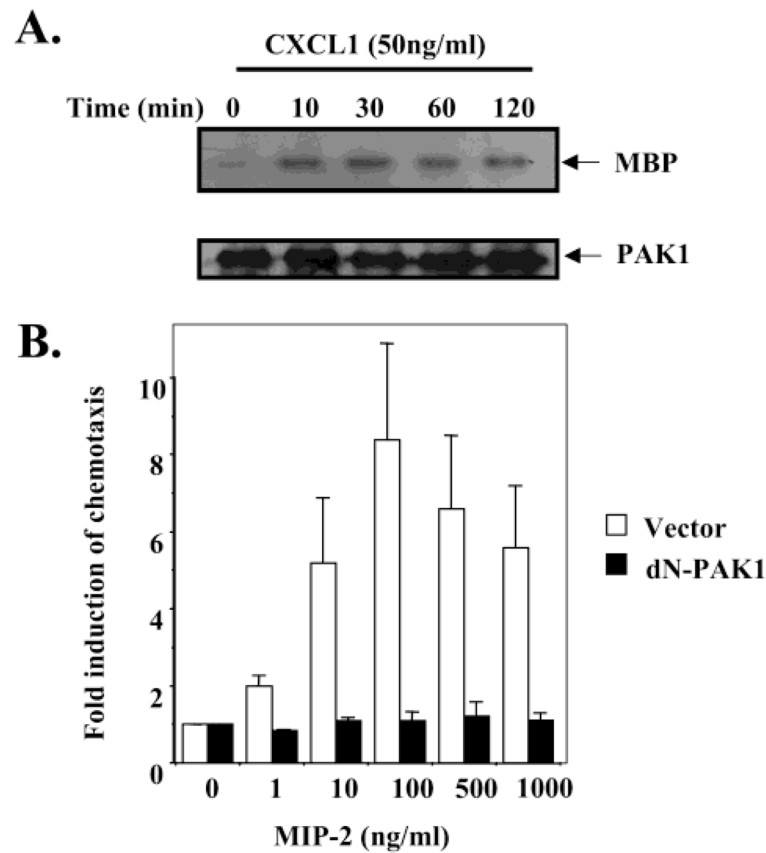 A.
CXCL1 (50ng/ml)
Time (min) 0 10 30 60 120
MBP
PAK1
B.
Fold induction of chemotaxis
10
8
6
4
2
0
0 1 10 100 500 1000
MIP-2 (ng/ml)
Vector
dN-PAK1